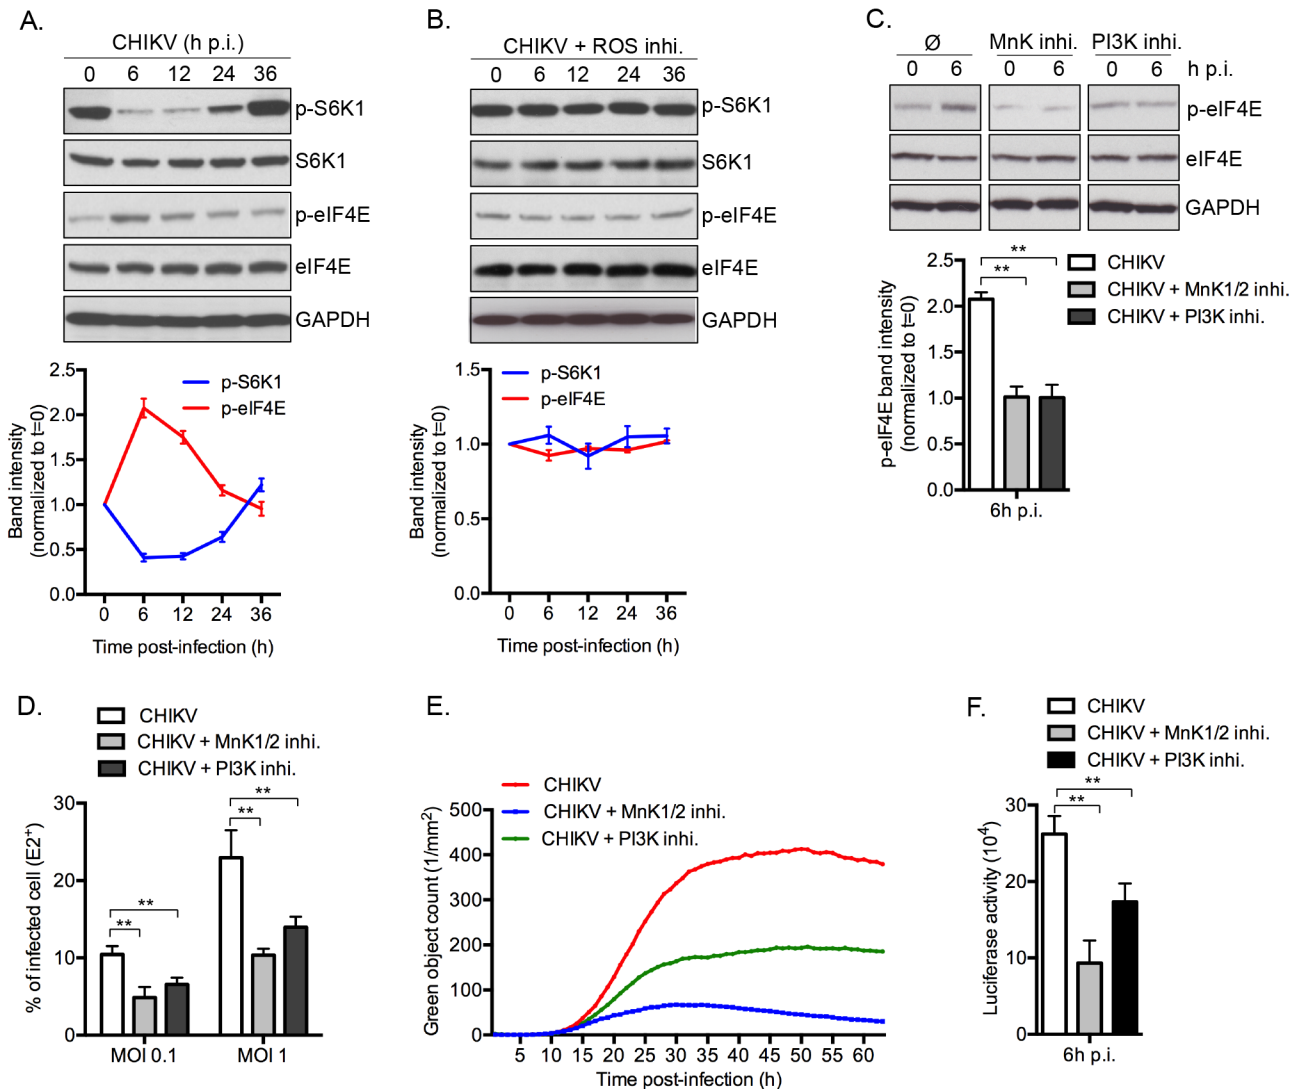 A.
CHIKV (h p.i.)
0 6 12 24 36
p-S6K1
S6K1
p-eIF4E
eIF4E
GAPDH
2.5
2.0
1.5
1.0
0.5
0.0
Band intensity
(normalized to t=0)
p-S6K1
p-eIF4E
0 6 12 24 36
Time post-infection (h)
B.
CHIKV + ROS inhi.
0 6 12 24 36
p-S6K1
S6K1
p-eIF4E
eIF4E
GAPDH
1.5
1.0
0.5
0.0
Band intensity
(normalized to t=0)
p-S6K1
p-eIF4E
0 6 12 24 36
Time post-infection (h)
C.
Ø MnK inhi. PI3K inhi.
0 6 0 6 0 6 h p.i.
p-eIF4E
eIF4E
GAPDH
2.5
2.0
1.5
1.0
0.5
0.0
p-eIF4E band intensity
(normalized to t=0)
**
**
CHIKV
CHIKV + MnK1/2 inhi.
CHIKV + PI3K inhi.
6h p.i.
D.
CHIKV
CHIKV + MnK1/2 inhi.
CHIKV + PI3K inhi.
30
20
10
0
% of infected cell (E2⁺)
**
**
**
**
MOI 0.1 MOI 1
E.
CHIKV
CHIKV + MnK1/2 inhi.
CHIKV + PI3K inhi.
500
400
300
200
100
0
Green object count (1/mm²)
5 10 15 20 25 30 35 40 45 50 55 60
Time post-infection (h)
F.
CHIKV
CHIKV + MnK1/2 inhi.
CHIKV + PI3K inhi.
30
20
10
0
Luciferase activity (10⁴)
**
**
6h p.i.